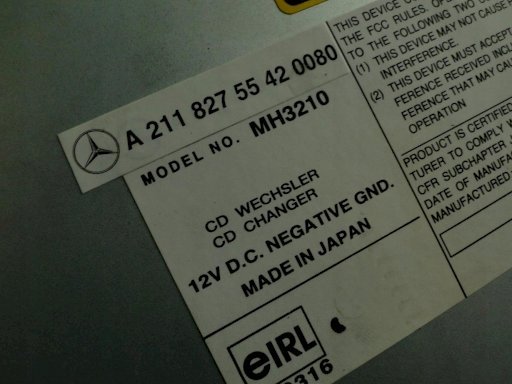 A 211 827 55 42 0080
MODEL NO. MH3210
CD WECHSLER
CD CHANGER
12V D.C. NEGATIVE GND.
MADE IN JAPAN
eIRL
316
THIS DEVICE
THE FCC RULES.
TO THE FOLLOWING TWO
(1) THIS DEVICE MAY NOT CAUSE
INTERFERENCE.
(2) THIS DEVICE MUST ACCEPT
FERENCE RECEIVED
FERENCE THAT MAY
OPERATION
PRODUCT IS CERTIFIED
TURER TO COMPLY
CFR SUBCHAPTER
DATE OF
MANUFACTURED